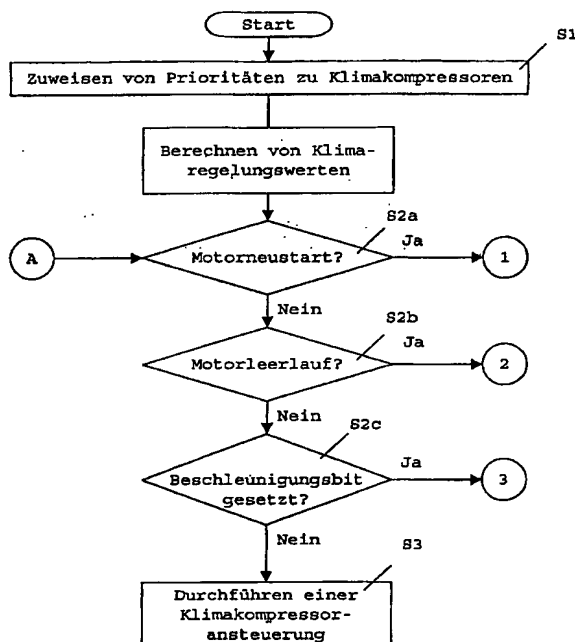 Start
S1
Zuweisen von Prioritäten zu Klimakompressoren
Berechnen von Klima-
regelungswerten
S2a
A
Motorneustart?
Ja
1
Nein
S2b
Motorleerlauf?
Ja
2
Nein
S2c
Beschleunigungsbit
gesetzt?
Ja
3
Nein
S3
Durchführen einer
Klimakompressor-
ansteuerung